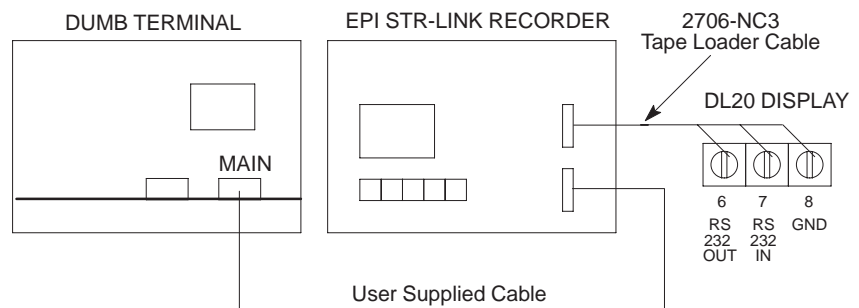 DUMB TERMINAL
EPI STR-LINK RECORDER
2706-NC3
Tape Loader Cable
DL20 DISPLAY
MAIN
6 7 8
RS RS GND
232 232
OUT IN
User Supplied Cable